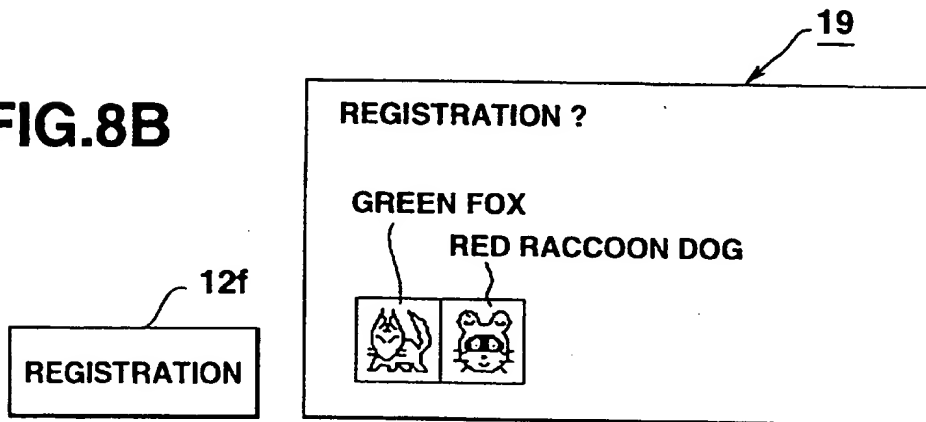 19
FIG.8B
REGISTRATION ?
GREEN FOX
RED RACCOON DOG
12f
REGISTRATION